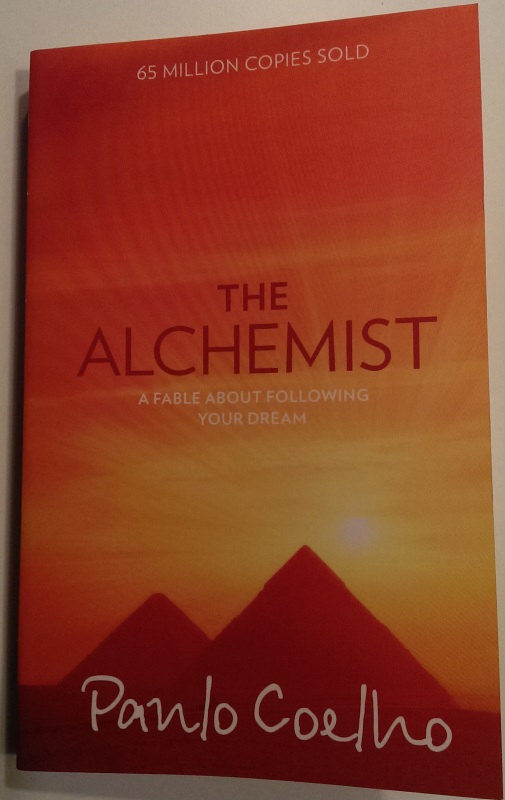 65 MILLION COPIES SOLD
THE
ALCHEMIST
A FABLE ABOUT FOLLOWING
YOUR DREAM
Paulo Coelho